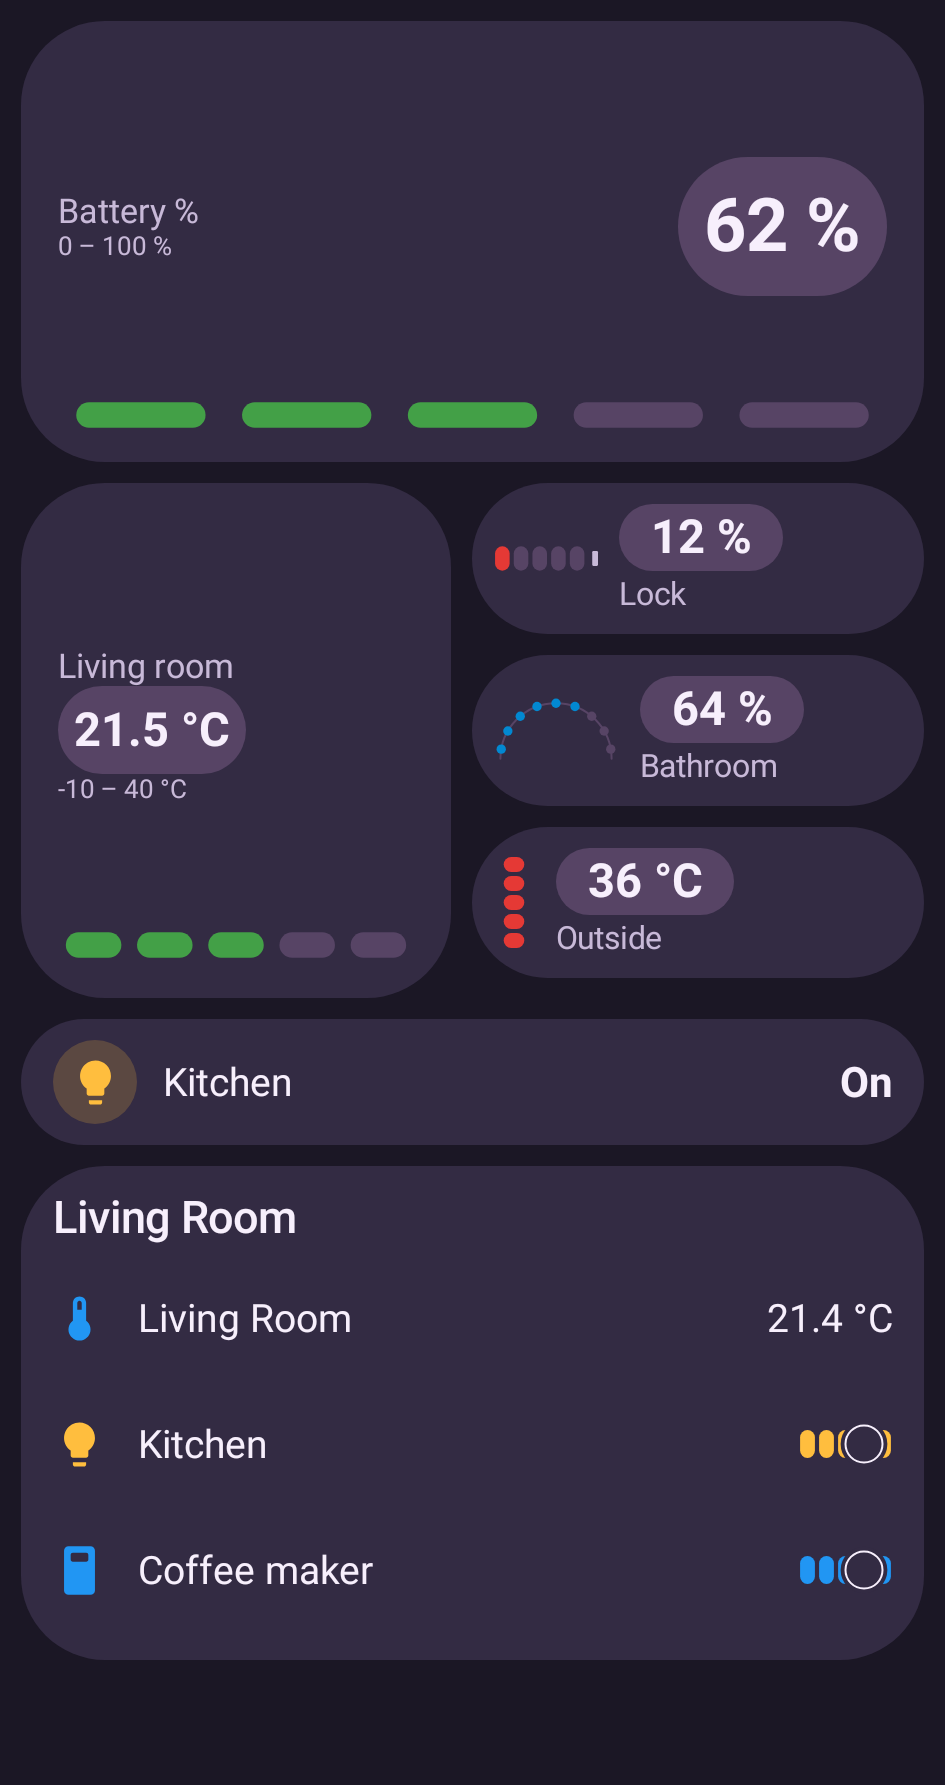 Battery %
0 – 100 %
62 %
Living room
21.5 °C
-10 – 40 °C
12 %
Lock
64 %
Bathroom
36 °C
Outside
Kitchen
On
Living Room
Living Room
21.4 °C
Kitchen
Coffee maker